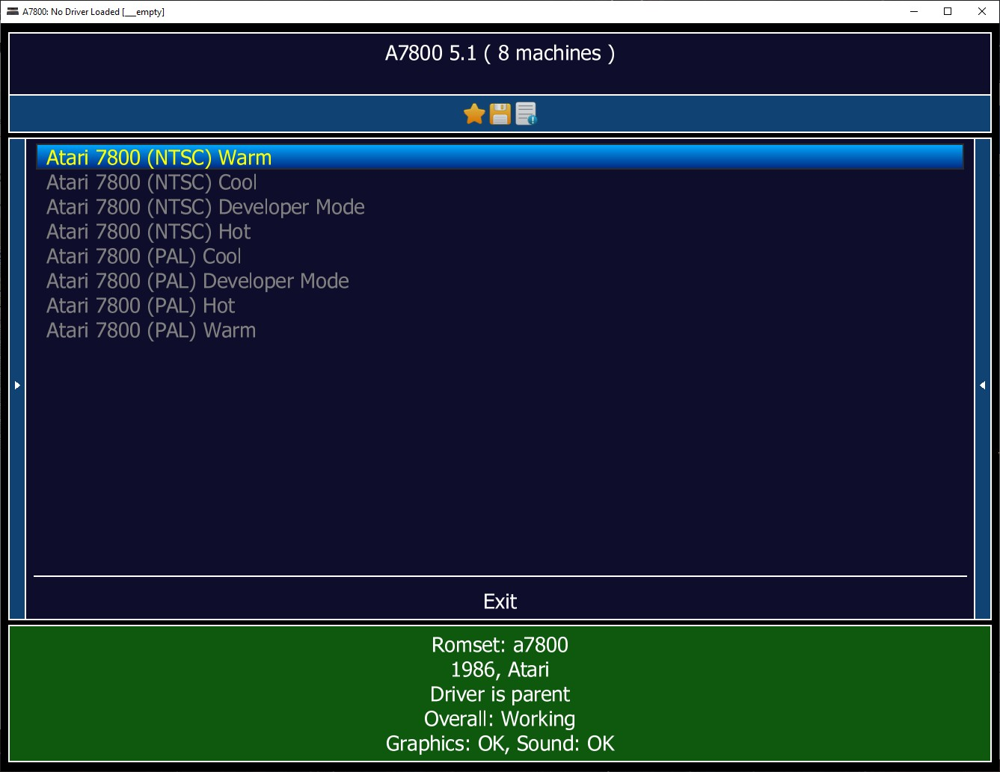 A7800: No Driver Loaded [___empty]
A7800 5.1 ( 8 machines )
Atari 7800 (NTSC) Warm
Atari 7800 (NTSC) Cool
Atari 7800 (NTSC) Developer Mode
Atari 7800 (NTSC) Hot
Atari 7800 (PAL) Cool
Atari 7800 (PAL) Developer Mode
Atari 7800 (PAL) Hot
Atari 7800 (PAL) Warm
Exit
Romset: a7800
1986, Atari
Driver is parent
Overall: Working
Graphics: OK, Sound: OK